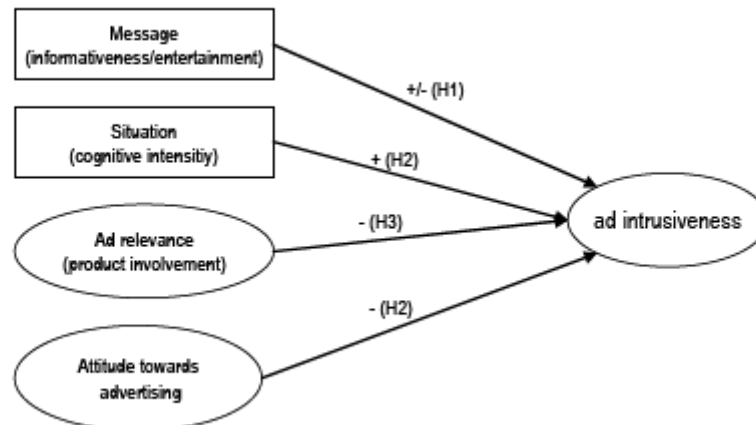 Message
(informativeness/entertainment)
+/- (H1)
Situation
(cognitive intensitiy)
+ (H2)
ad intrusiveness
- (H3)
Ad relevance
(product involvement)
- (H2)
Attitude towards
advertising